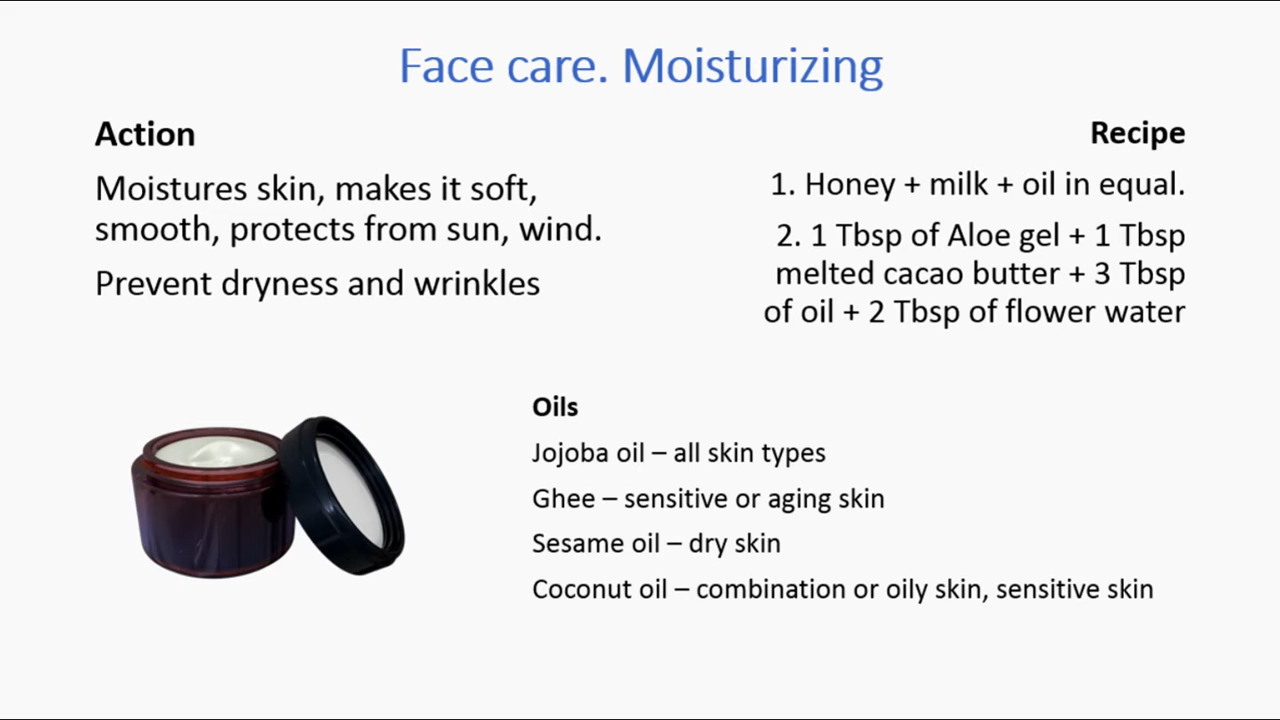 Face care. Moisturizing
Action
Moistures skin, makes it soft,
smooth, protects from sun, wind.
Prevent dryness and wrinkles
Recipe
1. Honey + milk + oil in equal.
2. 1 Tbsp of Aloe gel + 1 Tbsp
melted cacao butter + 3 Tbsp
of oil + 2 Tbsp of flower water
Oils
Jojoba oil – all skin types
Ghee – sensitive or aging skin
Sesame oil – dry skin
Coconut oil – combination or oily skin, sensitive skin